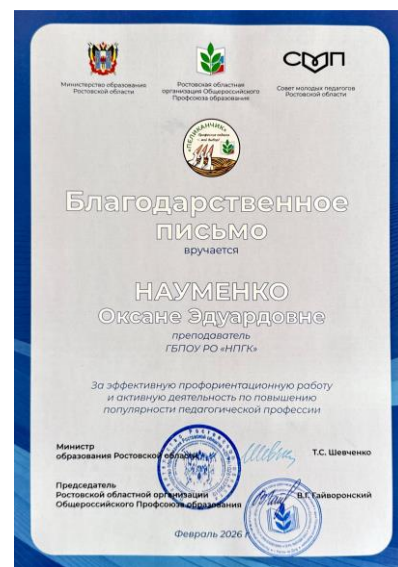 Министерство образования
Ростовской области
Ростовская областная
организация Общероссийского
Профсоюза образования
СМП
Совет молодых педагогов
Ростовской области
«ПЕЛИКАНЧИК»
Благодарственное
письмо
вручается
НАУМЕНКО
Оксане Эдуардовне
преподаватель
ГБПОУ РО «НПГК»
За эффективную профориентационную работу
и активную деятельность по повышению
популярности педагогической профессии
Министр
образования Ростовской области
Т.С. Шевченко
Председатель
Ростовской областной организации
Общероссийского Профсоюза образования
В.Г. Гайворонский
Февраль 2026 г.